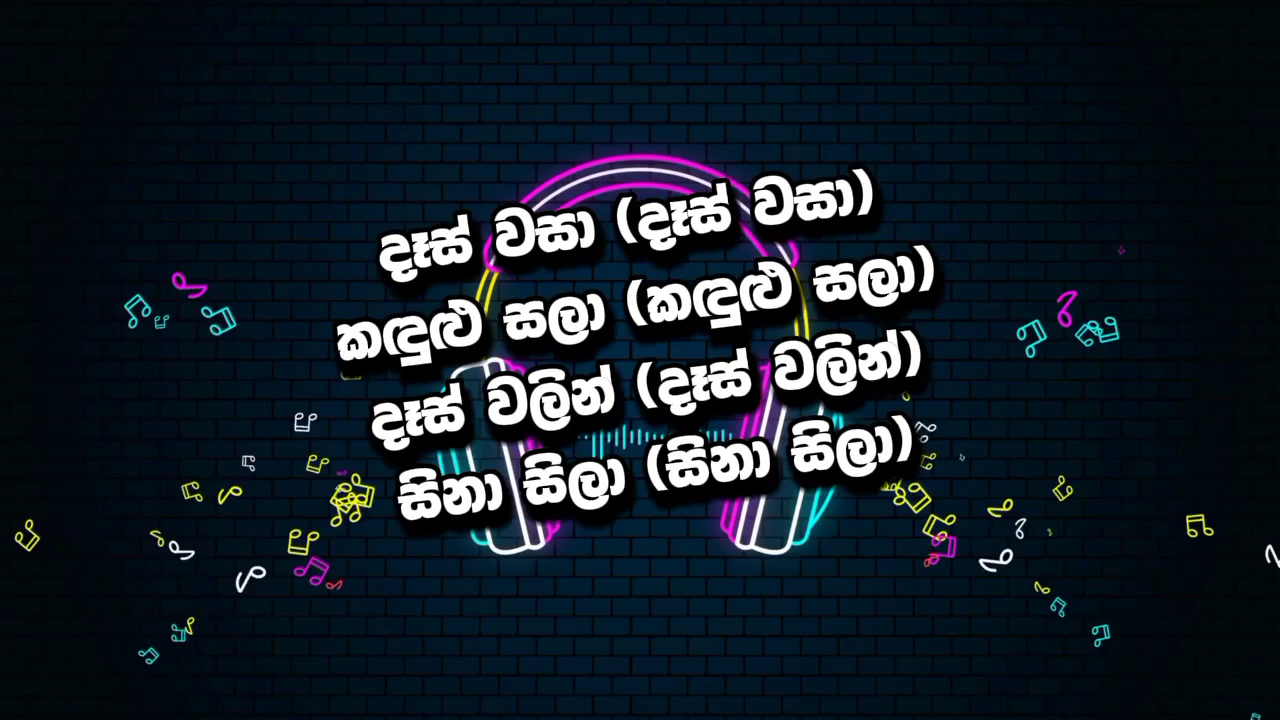 දෑස් වසා (දෑස් වසා)
කඳුළු සලා (කඳුළු සලා)
දෑස් වලින් (දෑස් වලින්)
සිනා සිලා (සිනා සිලා)